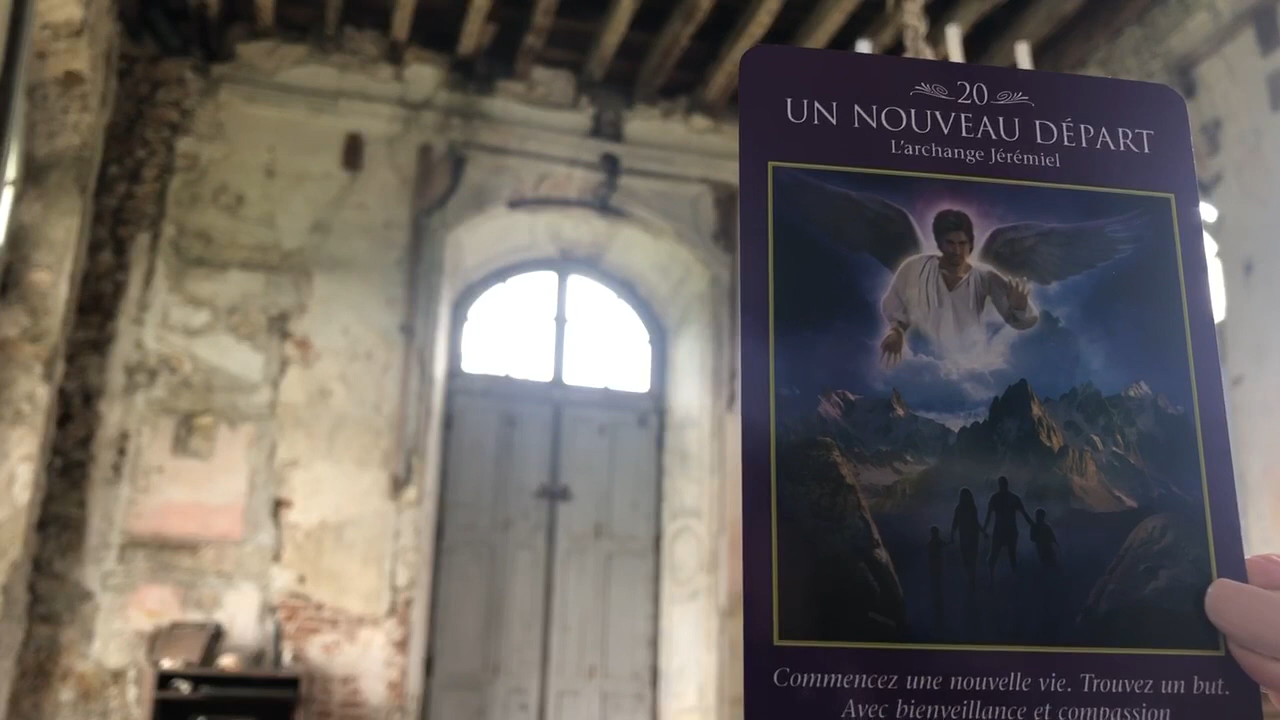 20
UN NOUVEAU DÉPART
L'archange Jérémiel
Commencez une nouvelle vie. Trouvez un but.
Avec bienveillance et compassion